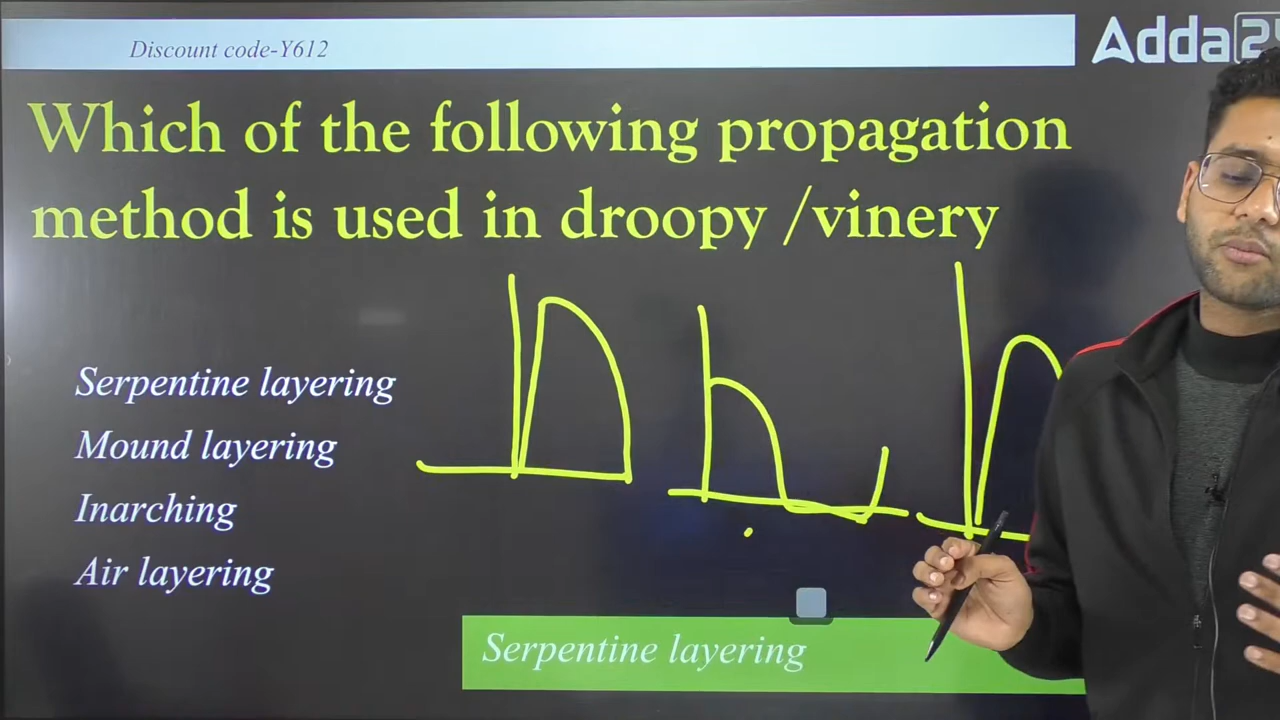 Discount code-Y612
Adda24
Which of the following propagation
method is used in droopy /vinery
Serpentine layering
Mound layering
Inarching
Air layering
Serpentine layering